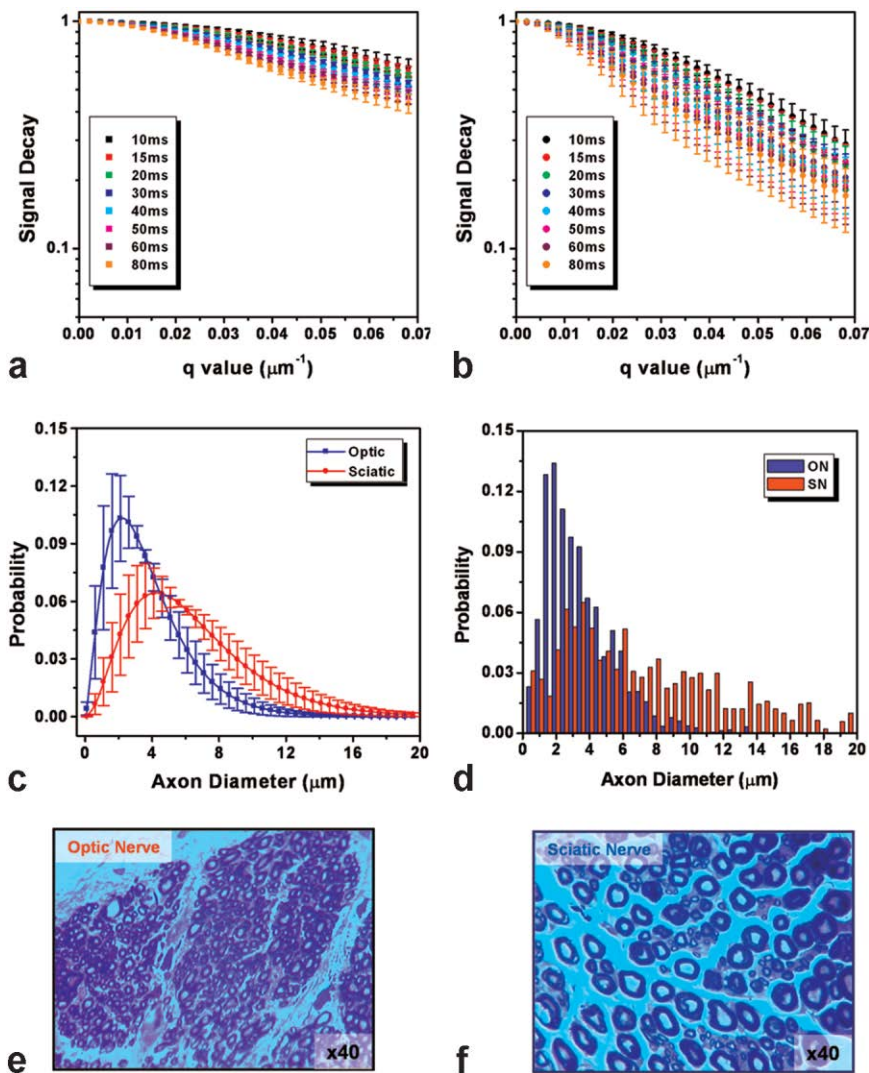 1
0.1
Signal Decay
10ms
15ms
20ms
30ms
40ms
50ms
60ms
80ms
0.00 0.01 0.02 0.03 0.04 0.05 0.06 0.07
q value (μm⁻¹)
a
1
0.1
Signal Decay
10ms
15ms
20ms
30ms
40ms
50ms
60ms
80ms
0.00 0.01 0.02 0.03 0.04 0.05 0.06 0.07
q value (μm⁻¹)
b
0.15
0.12
0.09
0.06
0.03
0.00
Probability
Optic
Sciatic
0 4 8 12 16 20
Axon Diameter (μm)
c
0.15
0.12
0.09
0.06
0.03
0.00
Probability
ON
SN
0 2 4 6 8 10 12 14 16 18 20
Axon Diameter (μm)
d
Optic Nerve
x40
e
Sciatic Nerve
x40
f